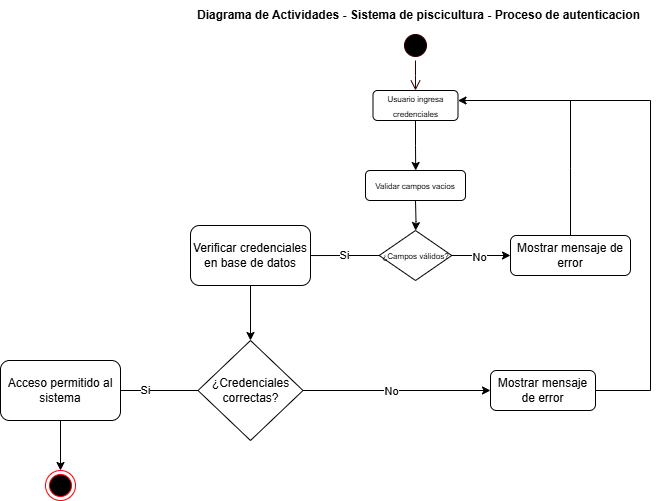 Diagrama de Actividades - Sistema de piscicultura - Proceso de autenticacion
Usuario ingresa
credenciales
Validar campos vacios
¿Campos válidos?
Si
No
Verificar credenciales
en base de datos
Mostrar mensaje de
error
¿Credenciales
correctas?
Si
No
Acceso permitido al
sistema
Mostrar mensaje
de error